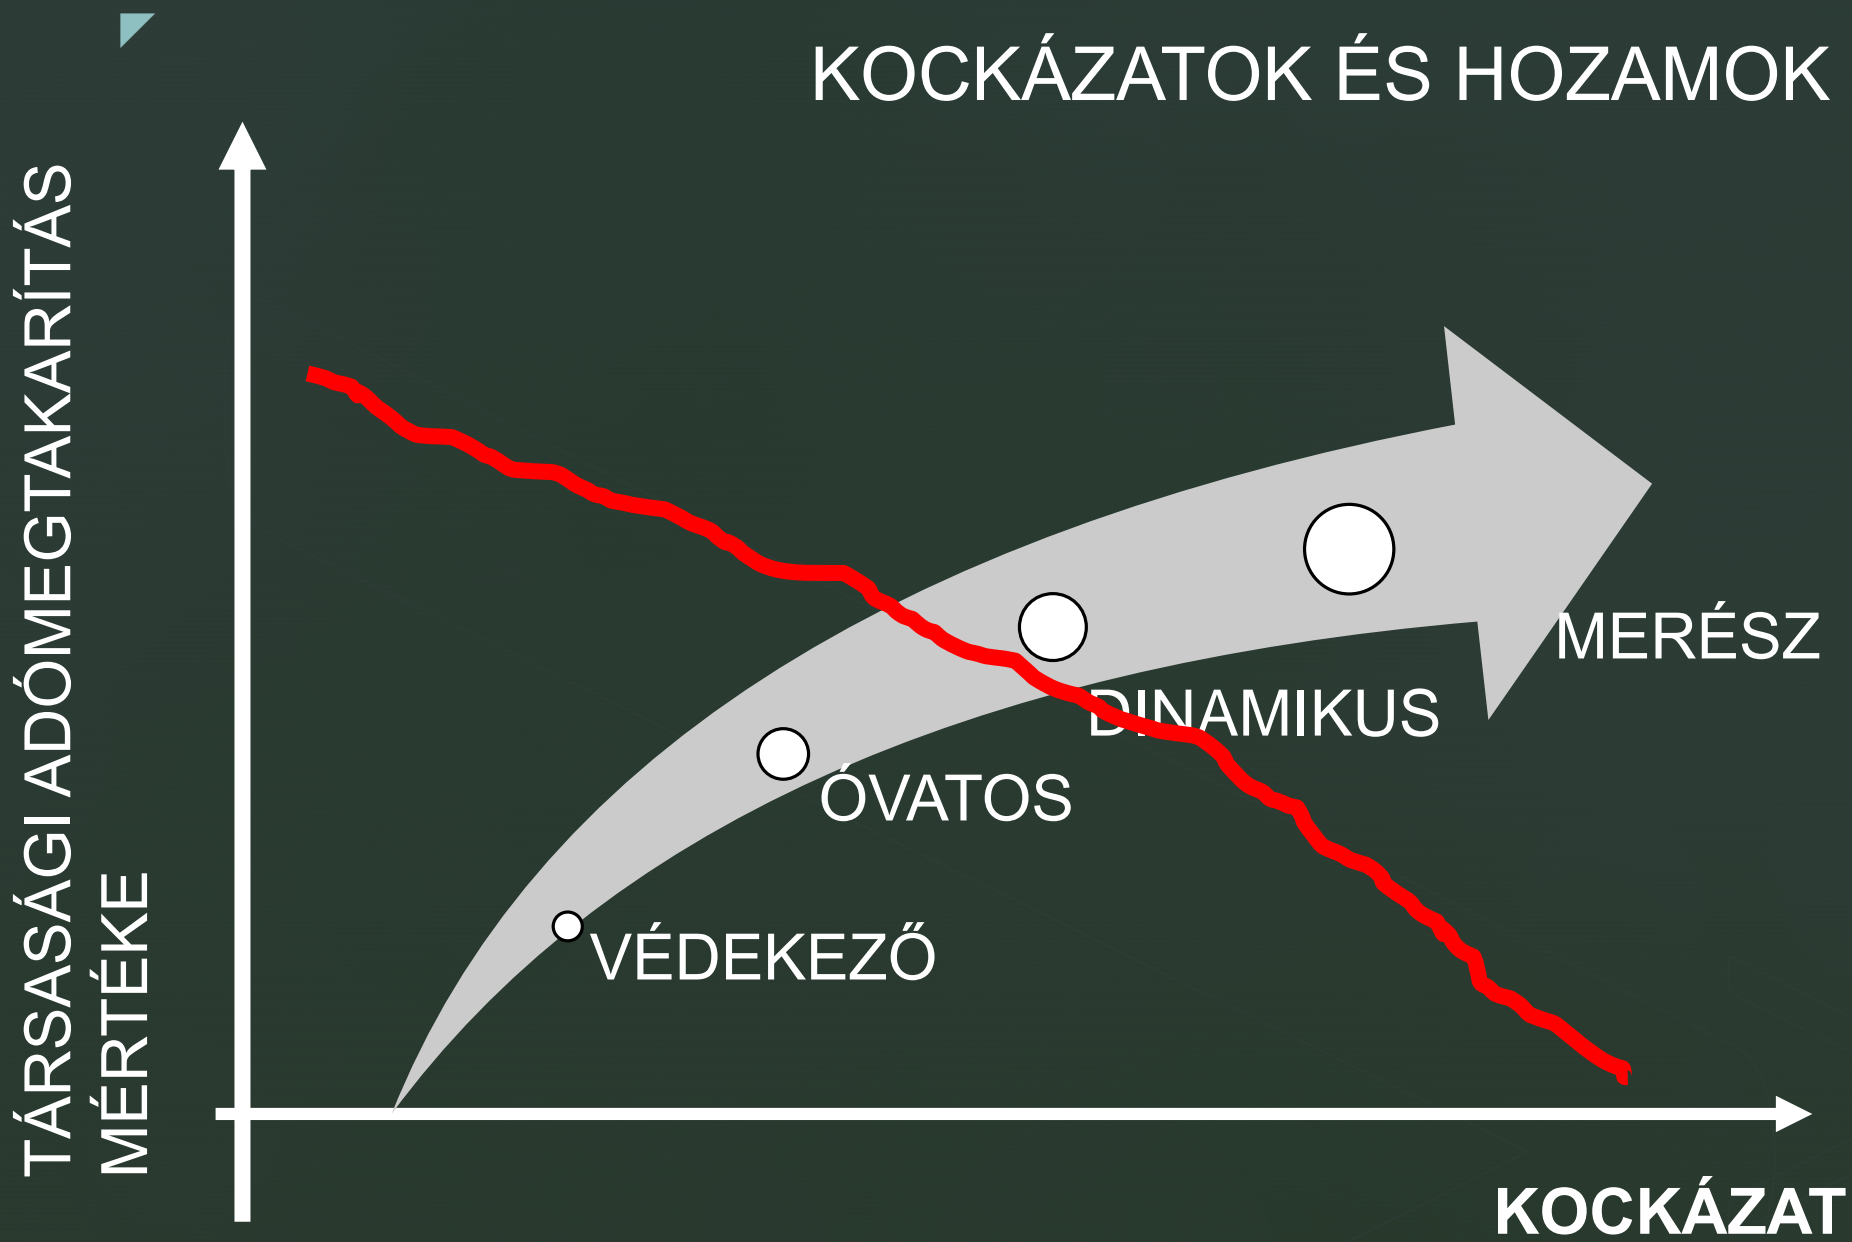 KOCKÁZATOK ÉS HOZAMOK
TÁRSASÁGI ADÓMEGTAKARÍTÁS
MÉRTÉKE
MERÉSZ
DINAMIKUS
ÓVATOS
VÉDEKEZŐ
KOCKÁZAT